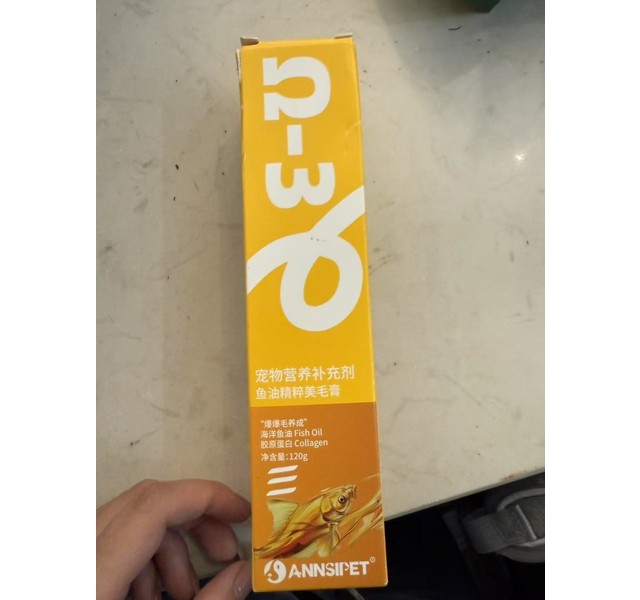 Ω-3
宠物营养补充剂
鱼油精粹美毛膏
“爆爆毛养成”
海洋鱼油 Fish Oil
胶原蛋白 Collagen
净含量:120g
ANNSIPET®